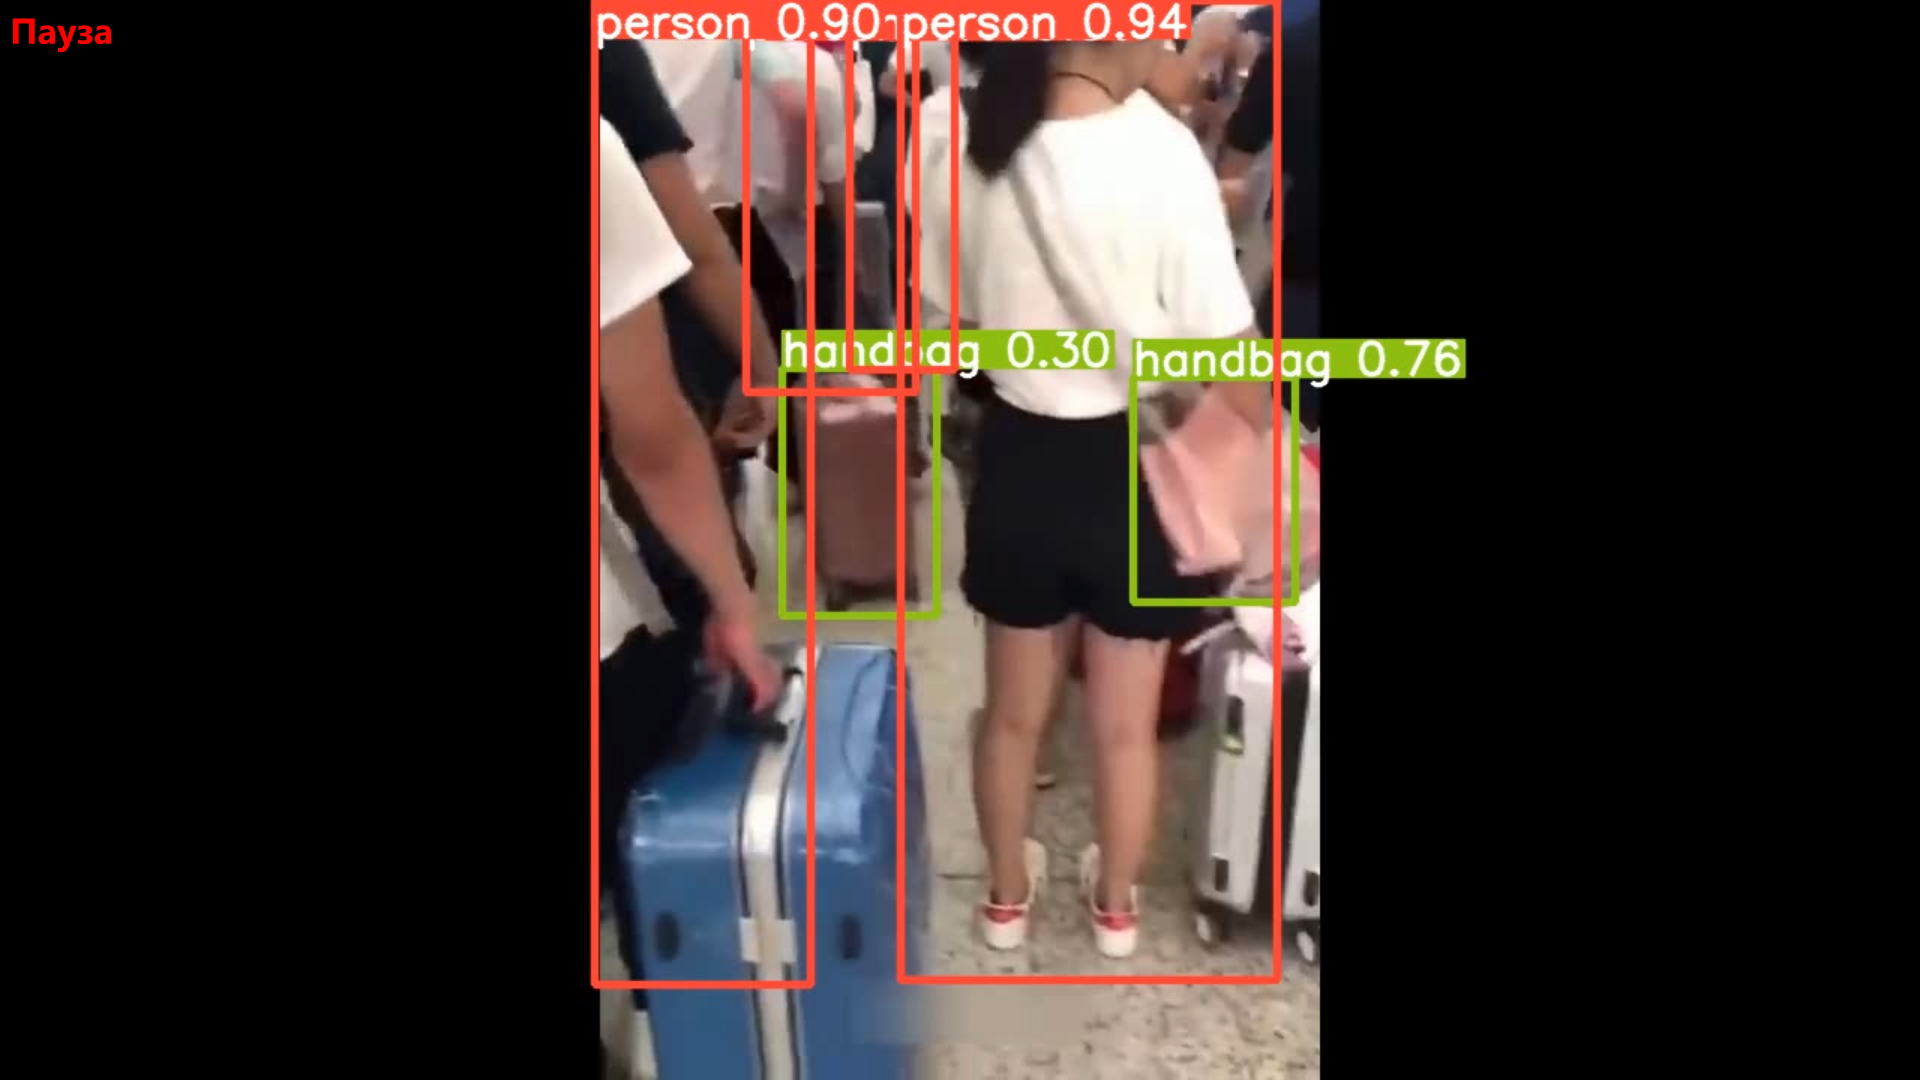 Пауза
person 0.90
person 0.94
handbag 0.30
handbag 0.76